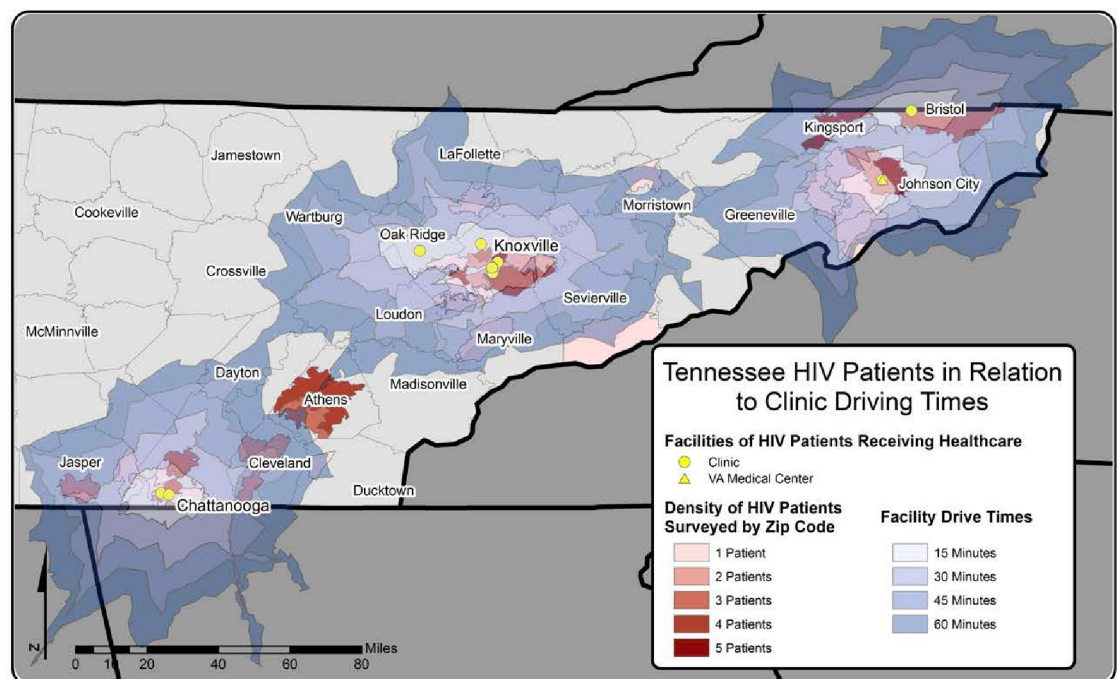 Bristol
Kingsport
Jamestown
LaFollette
Johnson City
Cookeville
Morristown
Wartburg
Greeneville
Oak Ridge
Knoxville
Crossville
Sevierville
Loudon
McMinnville
Maryville
Dayton
Madisonville
Athens
Jasper
Cleveland
Ducktown
Chattanooga
Tennessee HIV Patients in Relation
to Clinic Driving Times
Facilities of HIV Patients Receiving Healthcare
Clinic
VA Medical Center
Density of HIV Patients
Surveyed by Zip Code
1 Patient
2 Patients
3 Patients
4 Patients
5 Patients
Facility Drive Times
15 Minutes
30 Minutes
45 Minutes
60 Minutes
N
Miles
0 10 20 40 60 80